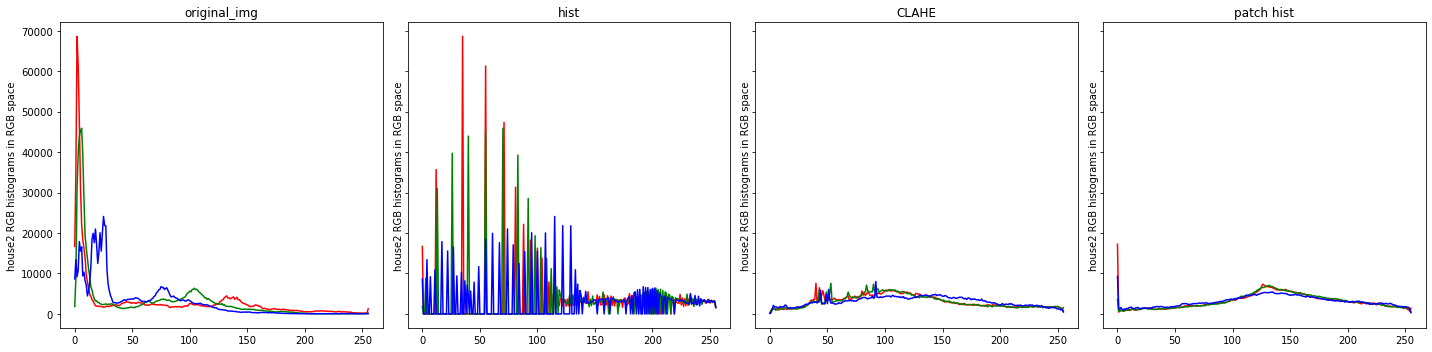 original_img
hist
CLAHE
patch hist
house2 RGB histograms in RGB space
house2 RGB histograms in RGB space
house2 RGB histograms in RGB space
house2 RGB histograms in RGB space
70000
60000
50000
40000
30000
20000
10000
0
0 50 100 150 200 250
0 50 100 150 200 250
0 50 100 150 200 250
0 50 100 150 200 250